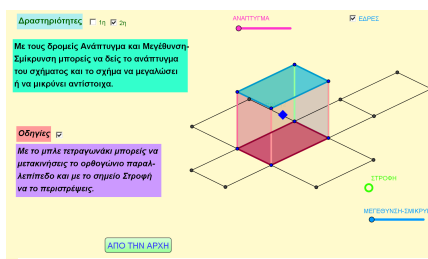 Δραστηριότητες 1η 2η
ΑΝΑΠΤΥΓΜΑ
ΕΔΡΕΣ
Με τους δρομείς Ανάπτυγμα και Μεγέθυνση-
Σμίκρυνση μπορείς να δεις το ανάπτυγμα
του σχήματος και το σχήμα να μεγαλώσει
ή να μικρύνει αντίστοιχα.
Οδηγίες
Με το μπλε τετραγωνάκι μπορείς να
μετακινήσεις το ορθογώνιο παραλ-
λεπίπεδο και με το σημείο Στροφή
να το περιστρέψεις.
ΣΤΡΟΦΗ
ΜΕΓΕΘΥΝΣΗ-ΣΜΙΚΡΥ
ΑΠΟ ΤΗΝ ΑΡΧΗ